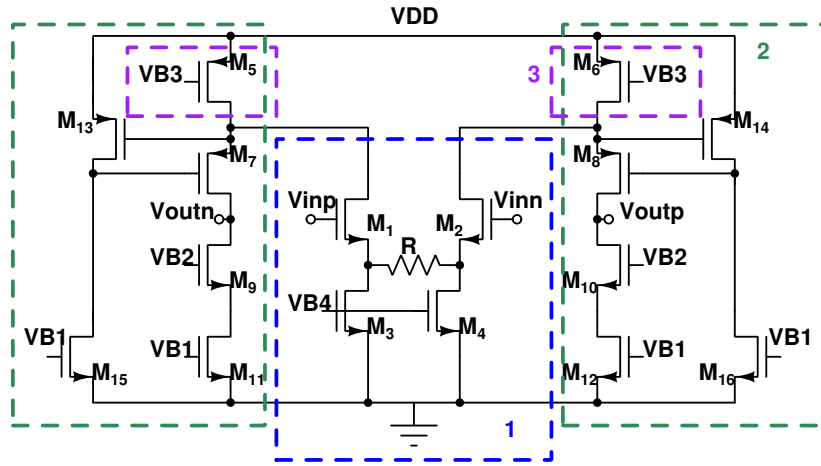 VDD
M5
M6
2
VB3
3
VB3
M13
M14
M7
M8
Vinp
Vinn
Voutn
Voutp
M1
M2
R
VB2
VB2
M9
M10
VB4
M3
M4
VB1
VB1
VB1
VB1
M15
M11
M12
M16
1